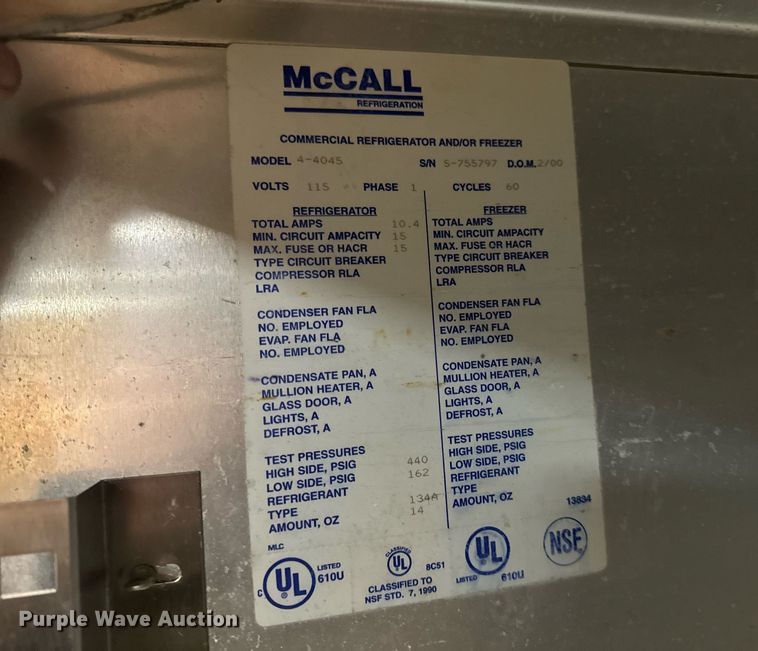 McCALL
REFRIGERATION
COMMERCIAL REFRIGERATOR AND/OR FREEZER
MODEL 4-4045 S/N S-755797 D.O.M. 2/00
VOLTS 115 PHASE 1 CYCLES 60
REFRIGERATOR
TOTAL AMPS 10.4
MIN. CIRCUIT AMPACITY 15
MAX. FUSE OR HACR 15
TYPE CIRCUIT BREAKER
COMPRESSOR RLA
LRA
CONDENSER FAN FLA
NO. EMPLOYED
EVAP. FAN FLA
NO. EMPLOYED
CONDENSATE PAN, A
MULLION HEATER, A
GLASS DOOR, A
LIGHTS, A
DEFROST, A
TEST PRESSURES
HIGH SIDE, PSIG 440
LOW SIDE, PSIG 162
REFRIGERANT
TYPE 134A
AMOUNT, OZ 14
FREEZER
TOTAL AMPS
MIN. CIRCUIT AMPACITY
MAX. FUSE OR HACR
TYPE CIRCUIT BREAKER
COMPRESSOR RLA
LRA
CONDENSER FAN FLA
NO. EMPLOYED
EVAP. FAN FLA
NO. EMPLOYED
CONDENSATE PAN, A
MULLION HEATER, A
GLASS DOOR, A
LIGHTS, A
DEFROST, A
TEST PRESSURES
HIGH SIDE, PSIG
LOW SIDE, PSIG
REFRIGERANT
TYPE
AMOUNT, OZ
13834
MLC
C UL ® LISTED 610U
CLASSIFIED UL ® 8C51
CLASSIFIED TO
NSF STD. 7, 1990
UL ® LISTED 610U
NSF
Purple Wave Auction